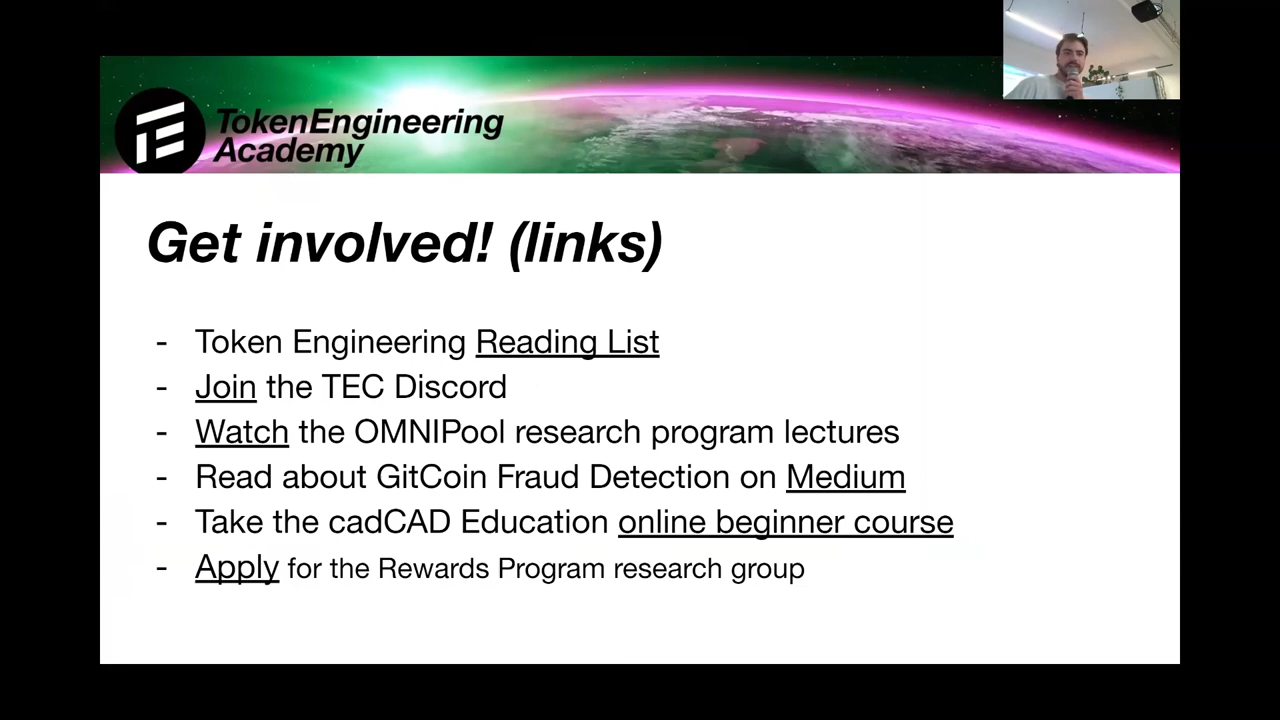 TokenEngineering
Academy
Get involved! (links)
- Token Engineering Reading List
- Join the TEC Discord
- Watch the OMNIPool research program lectures
- Read about GitCoin Fraud Detection on Medium
- Take the cadCAD Education online beginner course
- Apply for the Rewards Program research group